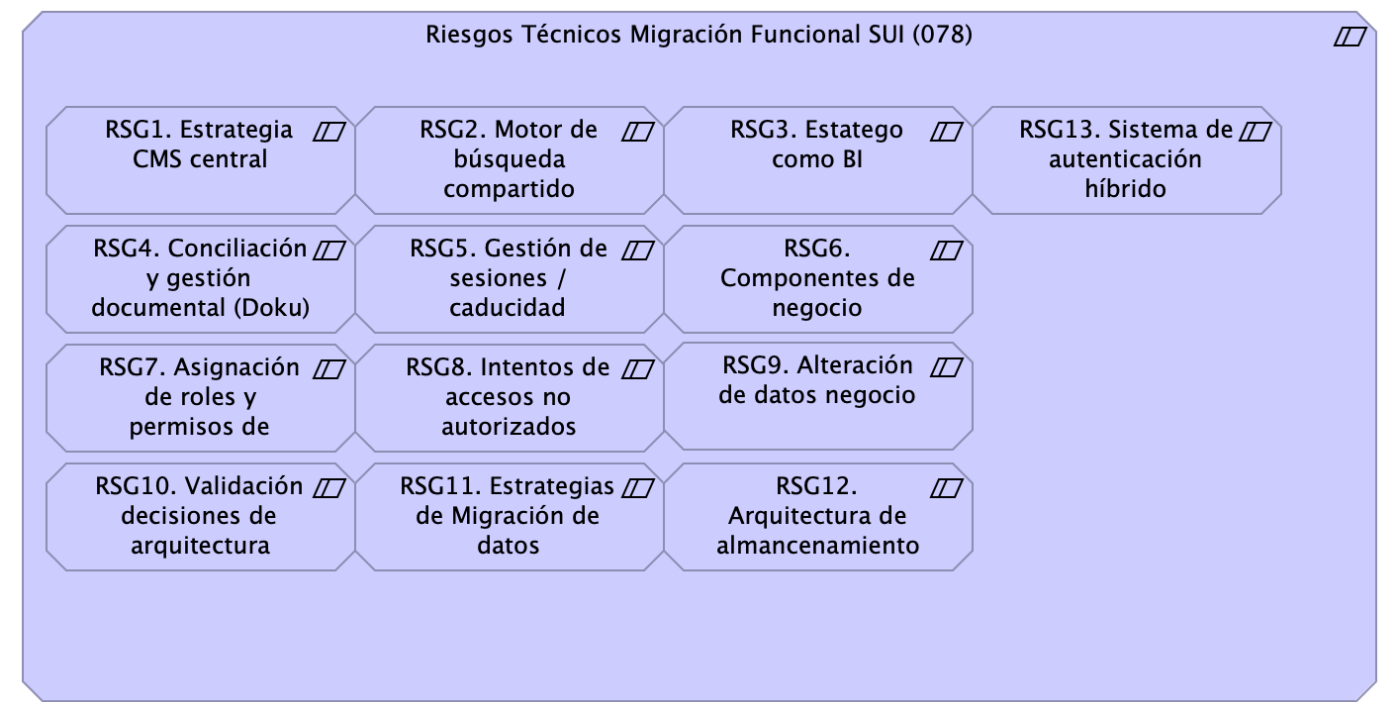 Riesgos Técnicos Migración Funcional SUI (078)
RSG1. Estrategia
CMS central
RSG2. Motor de
búsqueda
compartido
RSG3. Estatego
como BI
RSG13. Sistema de
autenticación
híbrido
RSG4. Conciliación
y gestión
documental (Doku)
RSG5. Gestión de
sesiones /
caducidad
RSG6.
Componentes de
negocio
RSG7. Asignación
de roles y
permisos de
RSG8. Intentos de
accesos no
autorizados
RSG9. Alteración
de datos negocio
RSG10. Validación
decisiones de
arquitectura
RSG11. Estrategias
de Migración de
datos
RSG12.
Arquitectura de
almancenamiento